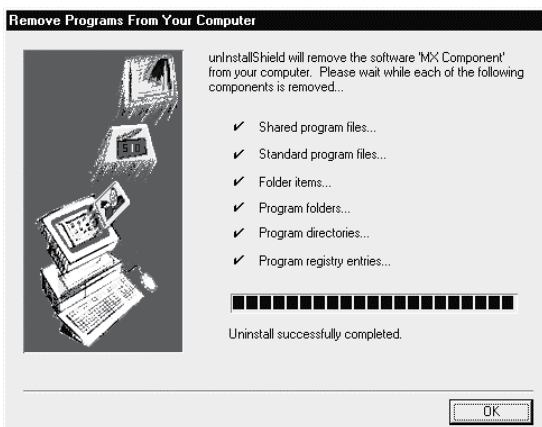 Remove Programs From Your Computer
unInstallShield will remove the software 'MX Component'
from your computer. Please wait while each of the following
components is removed...
Shared program files...
Standard program files...
Folder items...
Program folders...
Program directories...
Program registry entries...
Uninstall successfully completed.
OK